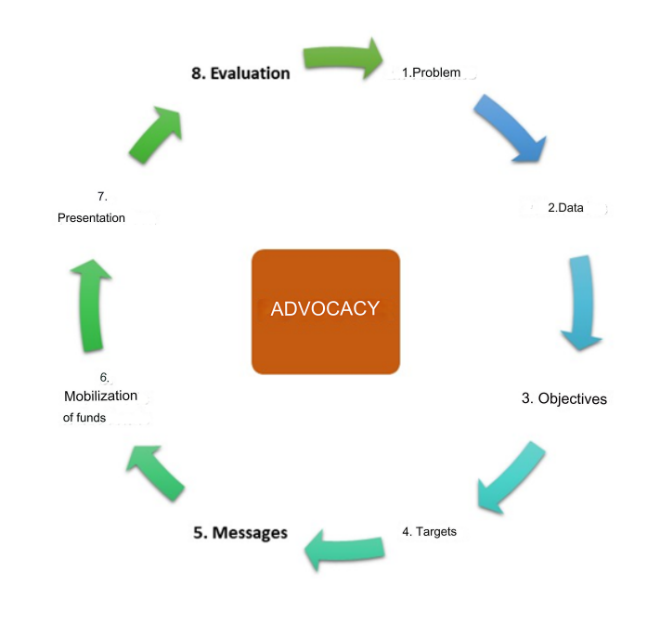 8. Evaluation
1.Problem
2.Data
3. Objectives
4. Targets
5. Messages
6.
Mobilization
of funds
7.
Presentation
ADVOCACY